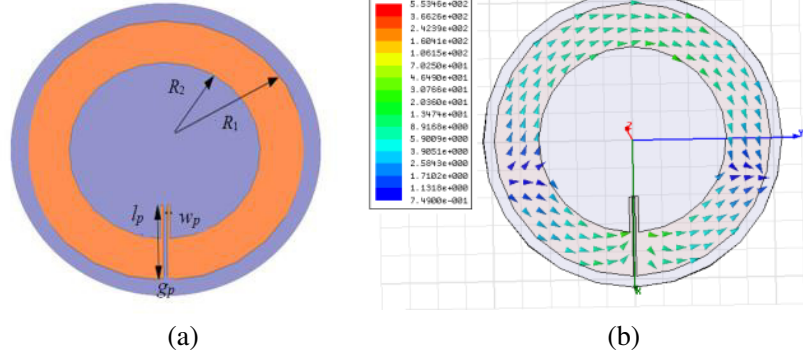 R2
R1
lp
wp
gp
(a)
5.5346e+002
3.6626e+002
2.4239e+002
1.6041e+002
1.0615e+002
7.0250e+001
4.6490e+001
3.0766e+001
2.0360e+001
1.3474e+001
8.9168e+000
5.9009e+000
3.9051e+000
2.5843e+000
1.7102e+000
1.1318e+000
7.4900e-001
Z
(b)